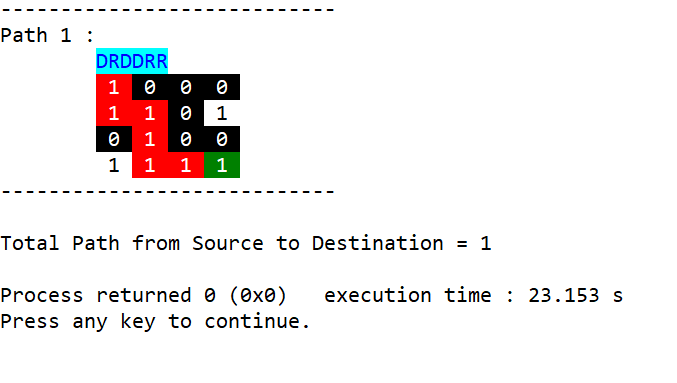 ----------------------------
Path 1 :
DRDDRR
1 0 0 0
1 1 0 1
0 1 0 0
1 1 1 1
----------------------------
Total Path from Source to Destination = 1
Process returned 0 (0x0)   execution time : 23.153 s
Press any key to continue.